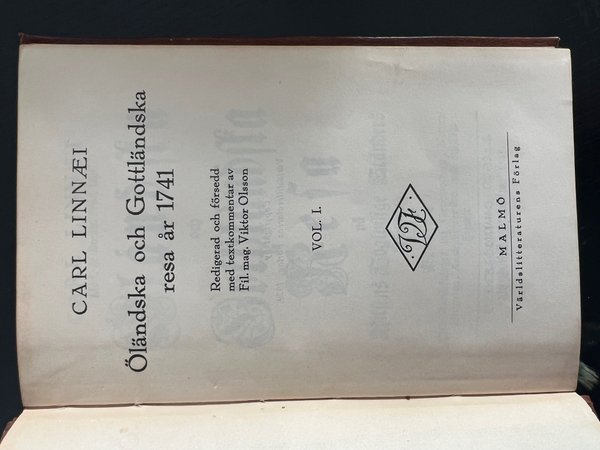 CARL LINNÆI
Öländska och Gottländska
resa år 1741
Redigerad och försedd
med textkommentar av
Fil. mag. Viktor Olsson
VOL. I.
VLF
MALMÖ
Världslitteraturens Förlag